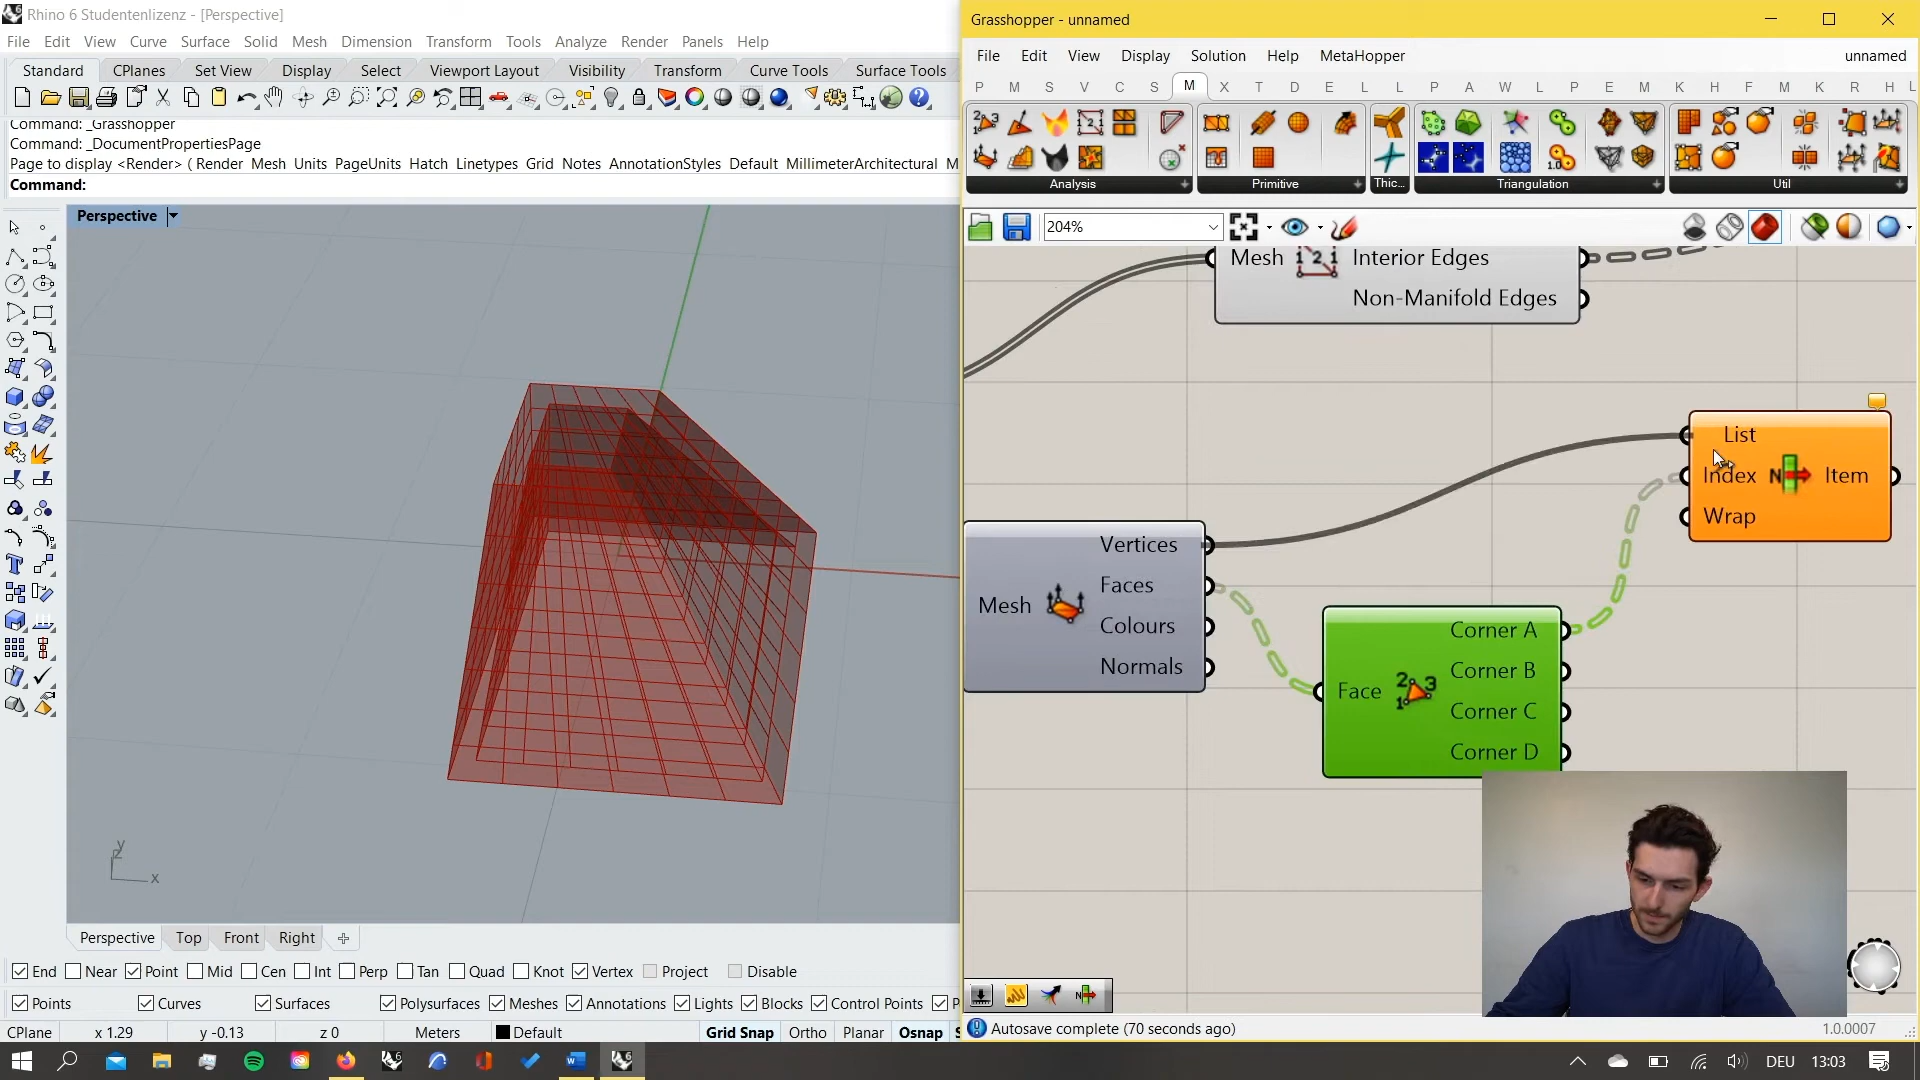 Rhino 6 Studentenlizenz - [Perspective]
File Edit View Curve Surface Solid Mesh Dimension Transform Tools Analyze Render Panels Help
Standard CPlanes Set View Display Select Viewport Layout Visibility Transform Curve Tools Surface Tools
Command: _Grasshopper
Command: _DocumentPropertiesPage
Page to display <Render> ( Render Mesh Units PageUnits Hatch Linetypes Grid Notes AnnotationStyles Default MillimeterArchitectural M
Command:
Perspective
z y x
Perspective Top Front Right
End Near Point Mid Cen Int Perp Tan Quad Knot Vertex Project Disable
Points Curves Surfaces Polysurfaces Meshes Annotations Lights Blocks Control Points P
CPlane x 1.29 y -0.13 z 0 Meters Default Grid Snap Ortho Planar Osnap S
Grasshopper - unnamed
File Edit View Display Solution Help MetaHopper unnamed
P M S V C S M X T D E L L P A W L P E M K H F M K R H L
Analysis Primitive Thic... Triangulation Util
204%
Mesh Interior Edges
Non-Manifold Edges
List
Index N Item
Wrap
Vertices
Mesh Faces
Colours
Normals
Corner A
Corner B
Face 1 2 3
Corner C
Corner D
Autosave complete (70 seconds ago) 1.0.0007
DEU 13:03